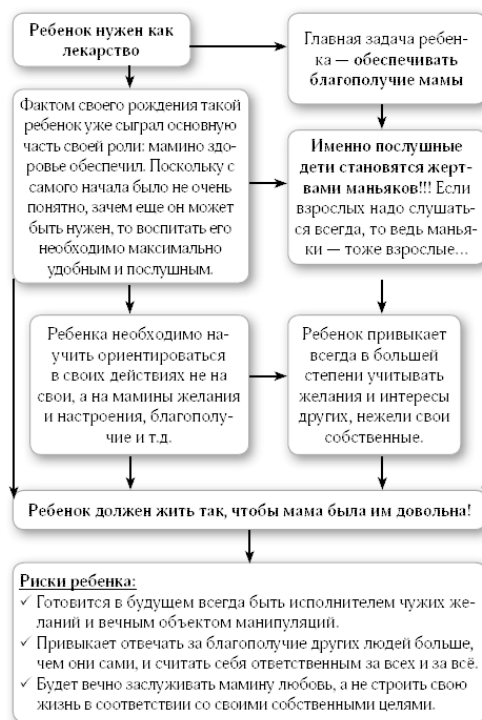 Ребенок нужен как
лекарство
Главная задача ребен-
ка — обеспечивать
благополучие мамы
Фактом своего рождения такой
ребенок уже сыграл основную
часть своей роли: мамино здо-
ровье обеспечил. Поскольку с
самого начала было не очень
понятно, зачем еще он может
быть нужен, то воспитать его
необходимо максимально
удобным и послушным.
Именно послушные
дети становятся жерт-
вами маньяков!!! Если
взрослых надо слушать-
ся всегда, то ведь манья-
ки — тоже взрослые...
Ребенка необходимо на-
учить ориентироваться
в своих действиях не на
свои, а на мамины желания
и настроения, благополу-
чие и т.д.
Ребенок привыкает
всегда в большей
степени учитывать
желания и интересы
других, нежели свои
собственные.
Ребенок должен жить так, чтобы мама была им довольна!
Риски ребенка:
✓ Готовится в будущем всегда быть исполнителем чужих же-
ланий и вечным объектом манипуляций.
✓ Привыкает отвечать за благополучие других людей больше,
чем они сами, и считать себя ответственным за всех и за всё.
✓ Будет вечно заслуживать мамину любовь, а не строить свою
жизнь в соответствии со своими собственными целями.